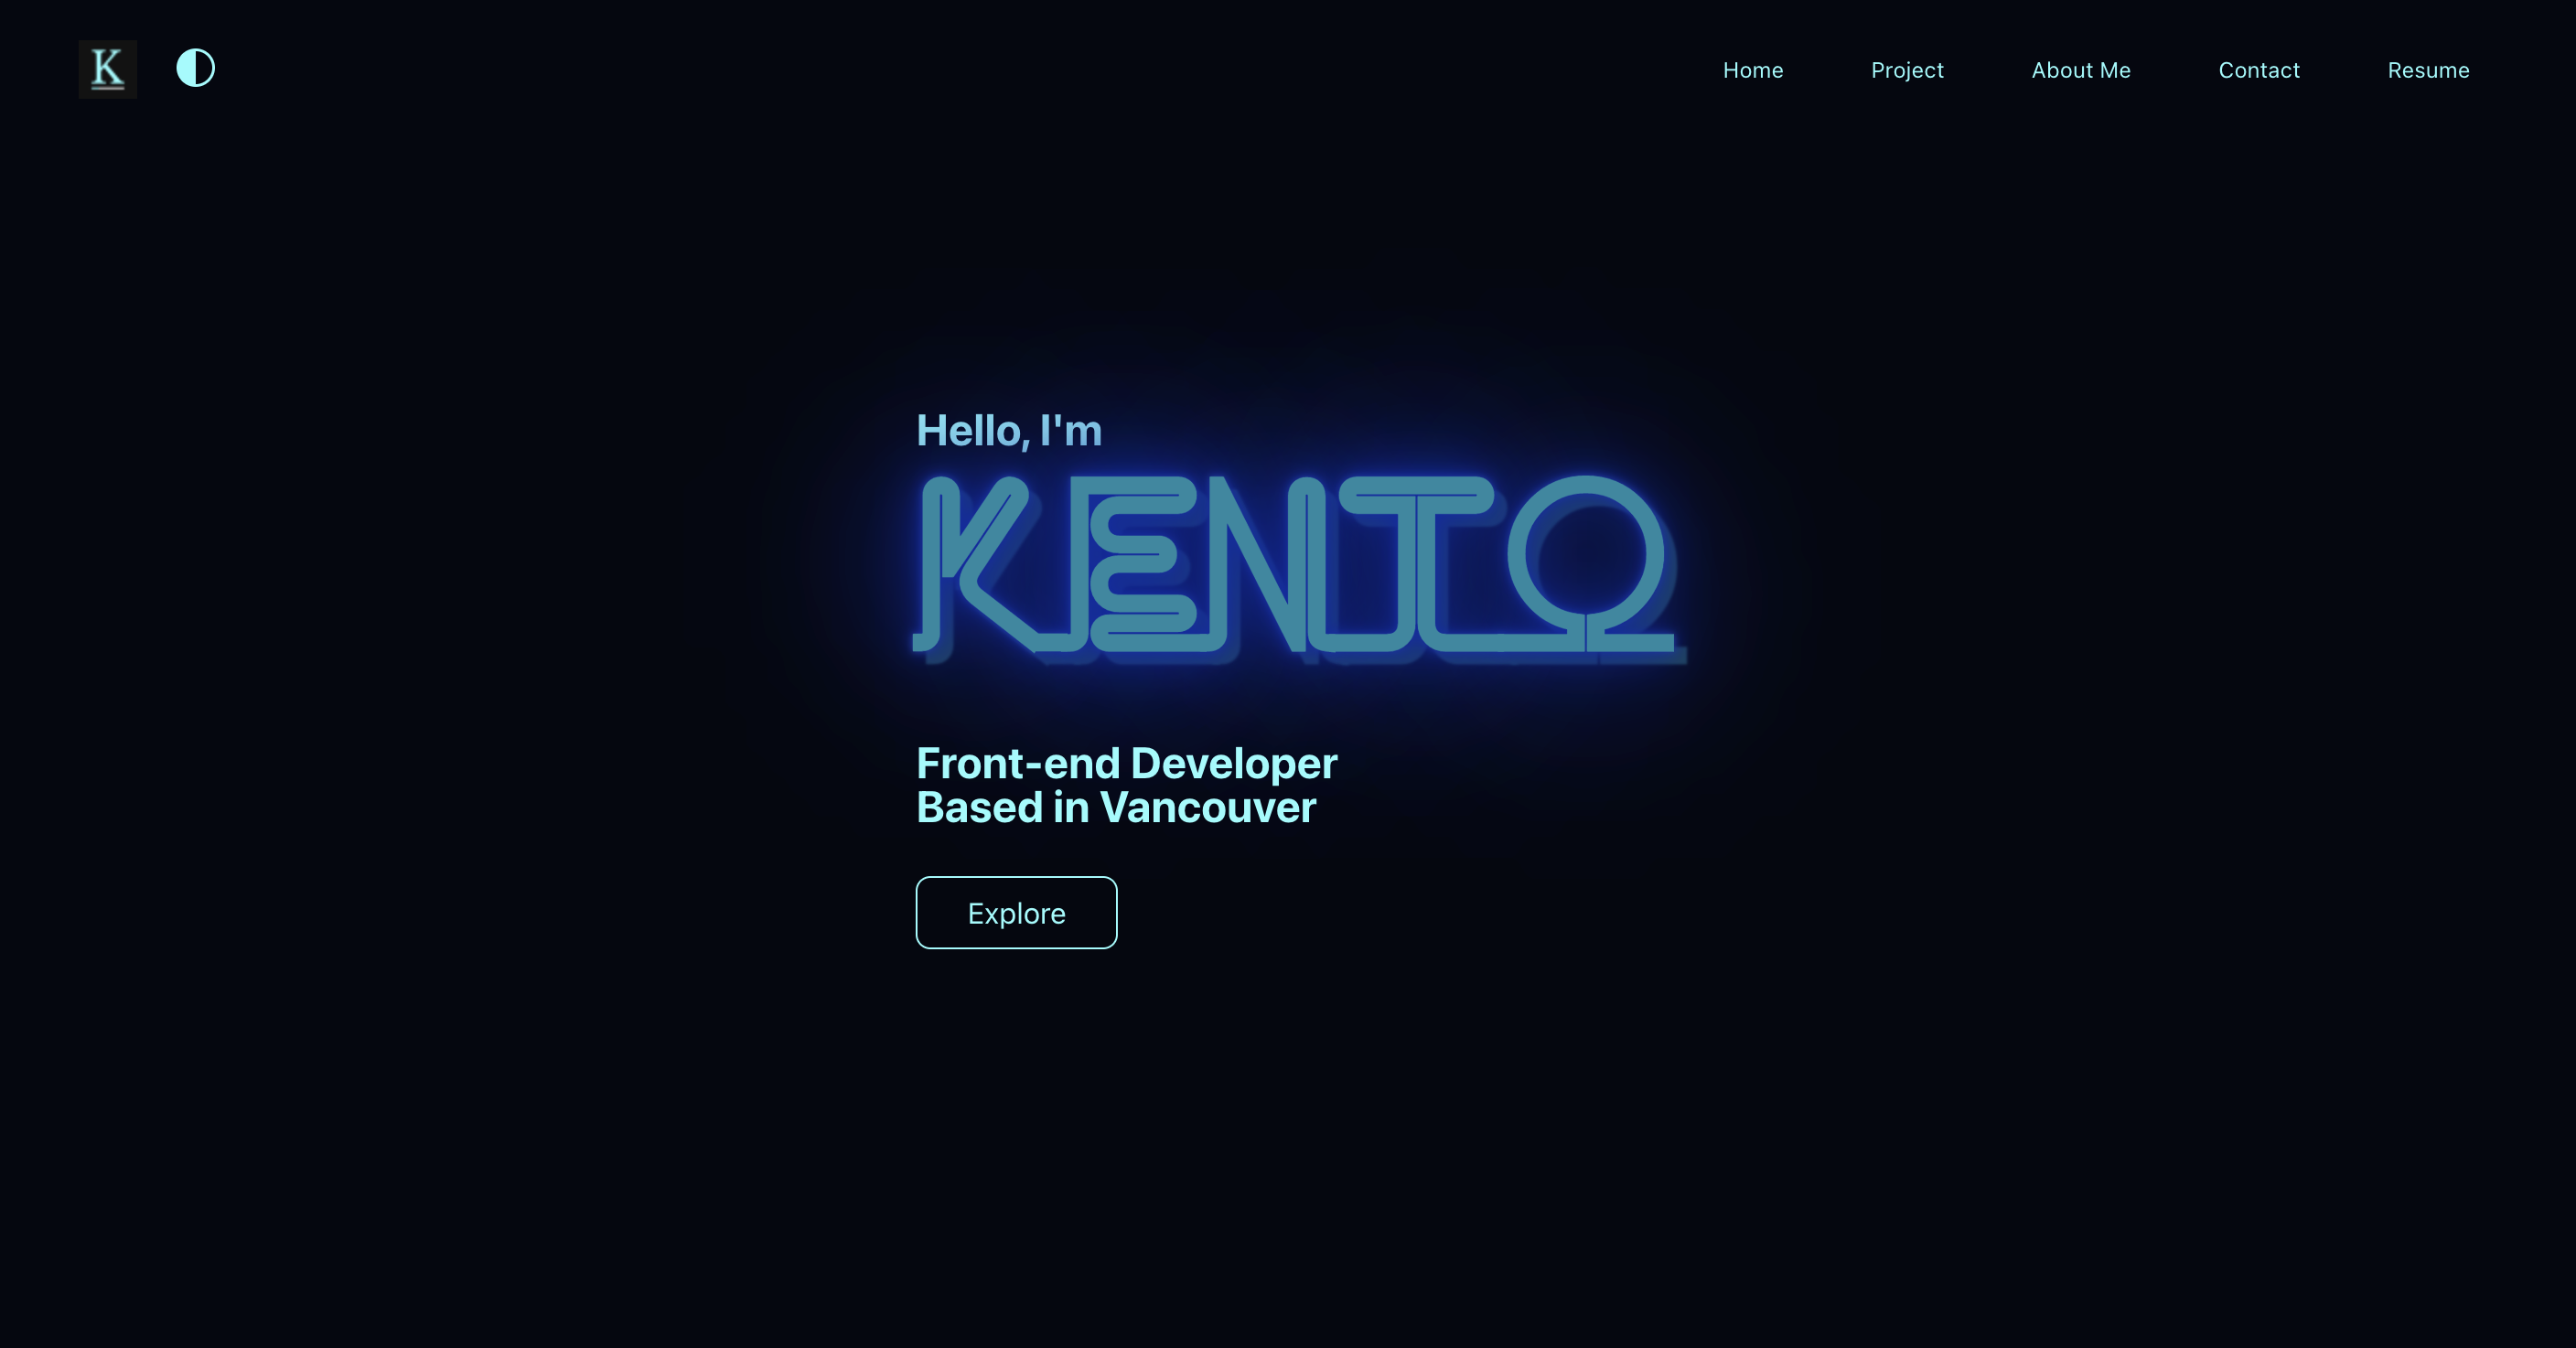 K
Home Project About Me Contact Resume
Hello, I'm
KENTO
Front-end Developer
Based in Vancouver
Explore